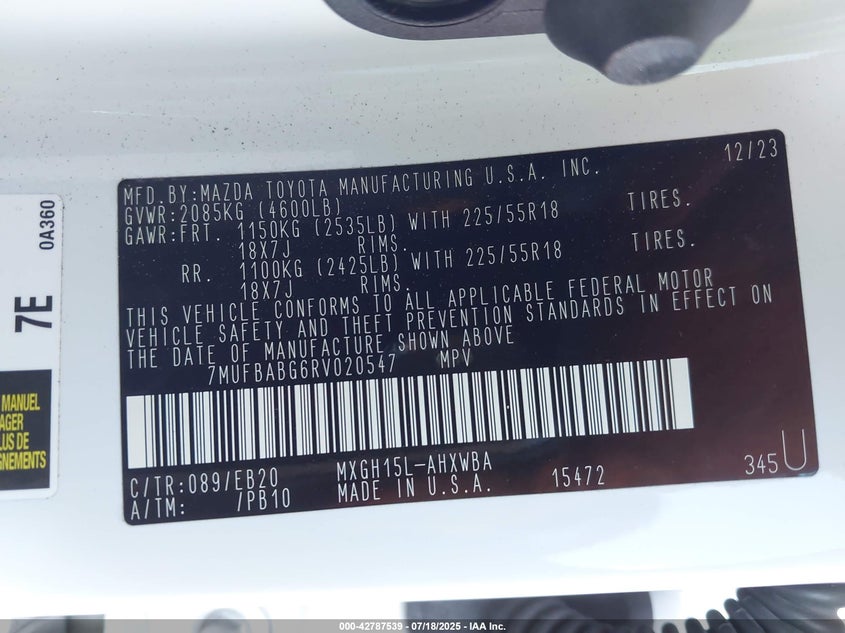 MFD.BY:MAZDA TOYOTA MANUFACTURING U.S.A. INC. 12/23
GVWR:2085KG (4600LB)
GAWR:FRT. 1150KG (2535LB) WITH 225/55R18 TIRES.
18X7J RIMS.
RR. 1100KG (2425LB) WITH 225/55R18 TIRES.
18X7J RIMS.
THIS VEHICLE CONFORMS TO ALL APPLICABLE FEDERAL MOTOR
VEHICLE SAFETY AND THEFT PREVENTION STANDARDS IN EFFECT ON
THE DATE OF MANUFACTURE SHOWN ABOVE
7MUFBABG6RV020547 MPV
C/TR:089/EB20 MXGH15L-AHXWBA 15472 345U
A/TM: /PB10 MADE IN U.S.A.
0A360
7E
MANUEL
PLUS DE
000-42787539 - 07/18/2025 - IAA Inc.